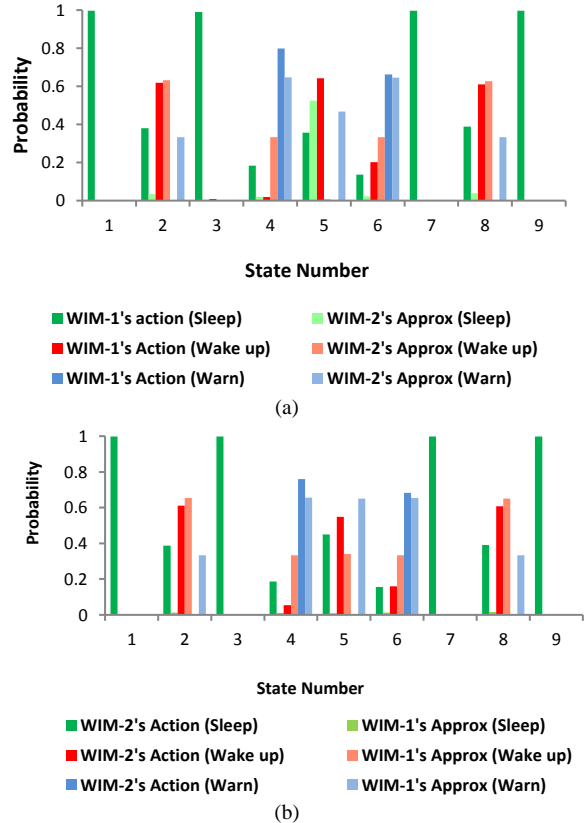 1
0.8
0.6
0.4
0.2
0
Probability
1 2 3 4 5 6 7 8 9
State Number
WIM-1's action (Sleep) WIM-2's Approx (Sleep)
WIM-1's Action (Wake up) WIM-2's Approx (Wake up)
WIM-1's Action (Warn) WIM-2's Approx (Warn)
(a)
1
0.8
0.6
0.4
0.2
0
Probability
1 2 3 4 5 6 7 8 9
State Number
WIM-2's Action (Sleep) WIM-1's Approx (Sleep)
WIM-2's Action (Wake up) WIM-1's Approx (Wake up)
WIM-2's Action (Warn) WIM-1's Approx (Warn)
(b)